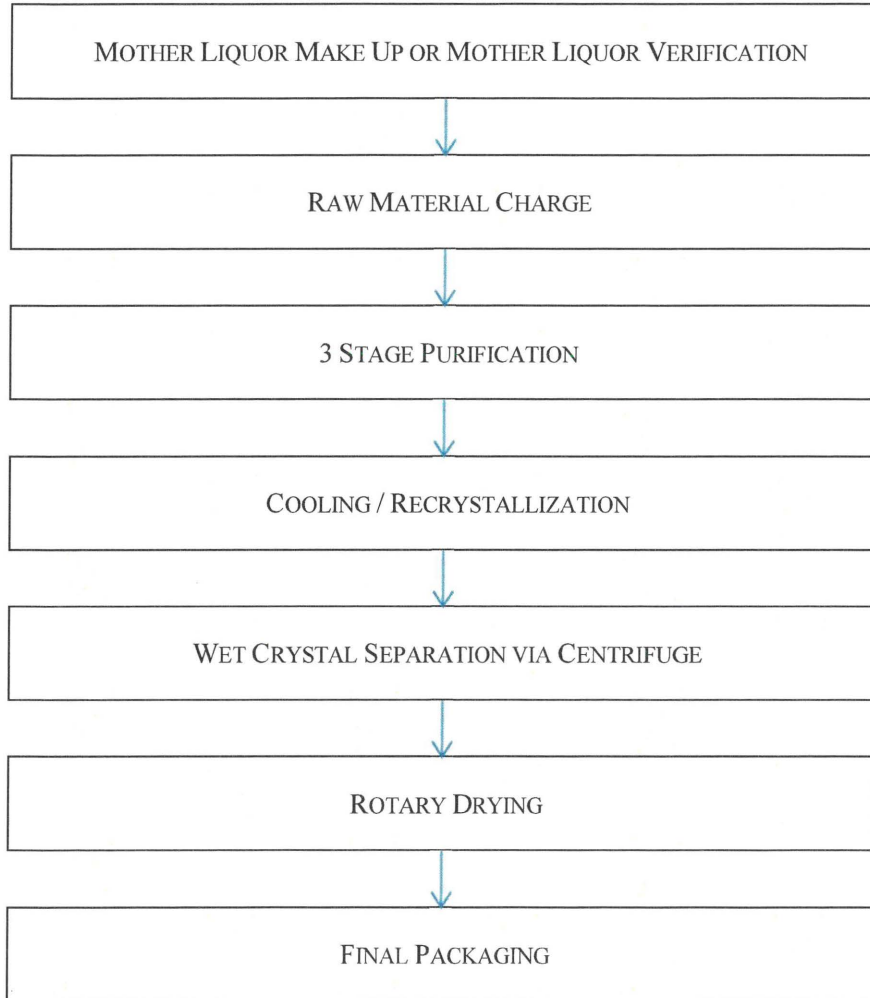 MOTHER LIQUOR MAKE UP OR MOTHER LIQUOR VERIFICATION
RAW MATERIAL CHARGE
3 STAGE PURIFICATION
COOLING / RECRYSTALLIZATION
WET CRYSTAL SEPARATION VIA CENTRIFUGE
ROTARY DRYING
FINAL PACKAGING